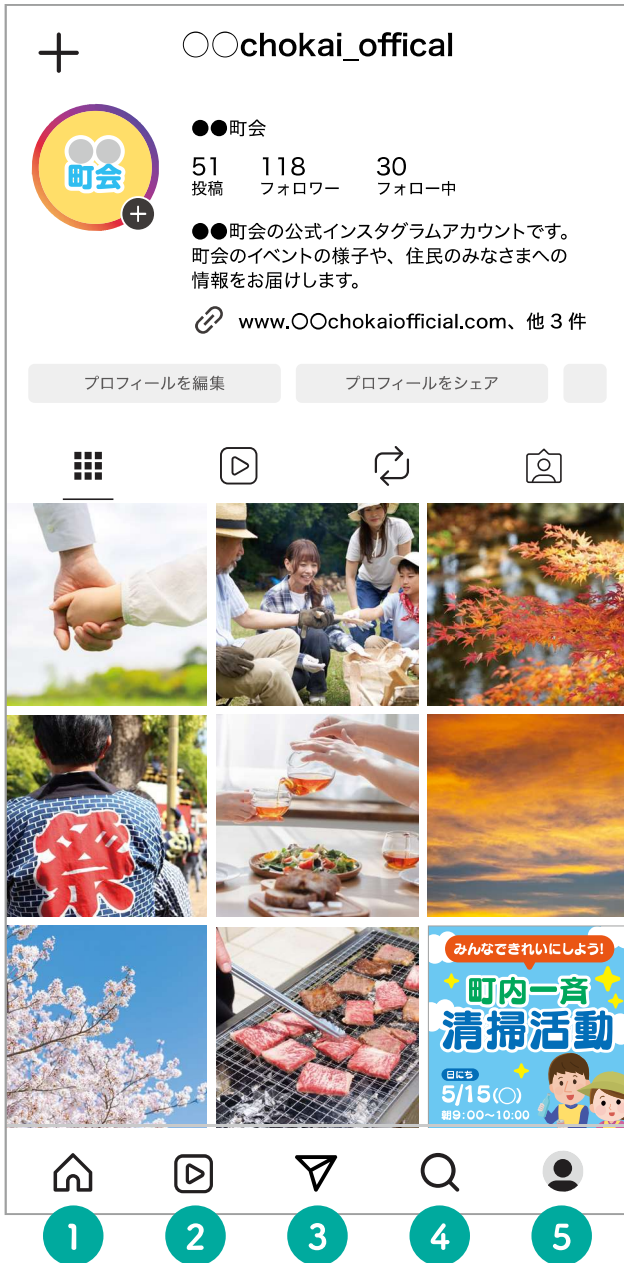 ○○chokai_offical
町会
●●町会
51 118 30
投稿 フォロワー フォロー中
●●町会の公式インスタグラムアカウントです。
町会のイベントの様子や、住民のみなさまへの
情報をお届けします。
www.○○chokaiofficial.com、他 3 件
プロフィールを編集 プロフィールをシェア
祭
みんなできれいにしよう!
町内一斉
清掃活動
日にち
5/15(○)
朝9:00〜10:00
1 2 3 4 5